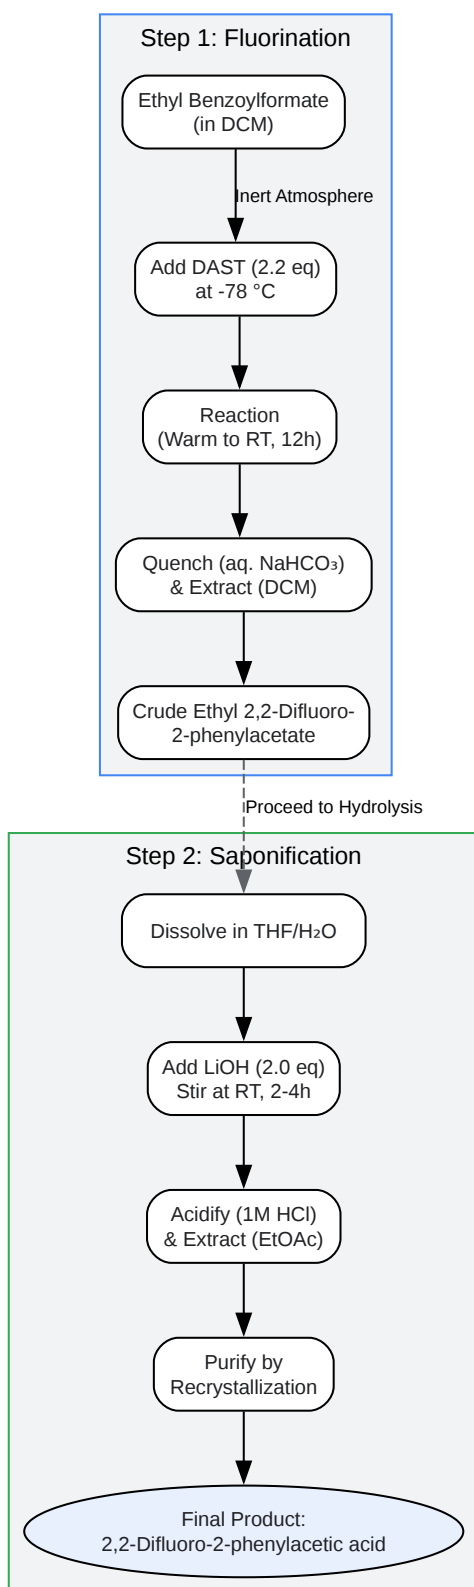 Step 1: Fluorination
Ethyl Benzoylformate
(in DCM)
Inert Atmosphere
Add DAST (2.2 eq)
at -78 °C
Reaction
(Warm to RT, 12h)
Quench (aq. NaHCO₃)
& Extract (DCM)
Crude Ethyl 2,2-Difluoro-
2-phenylacetate
Proceed to Hydrolysis
Step 2: Saponification
Dissolve in THF/H₂O
Add LiOH (2.0 eq)
Stir at RT, 2-4h
Acidify (1M HCl)
& Extract (EtOAc)
Purify by
Recrystallization
Final Product:
2,2-Difluoro-2-phenylacetic acid